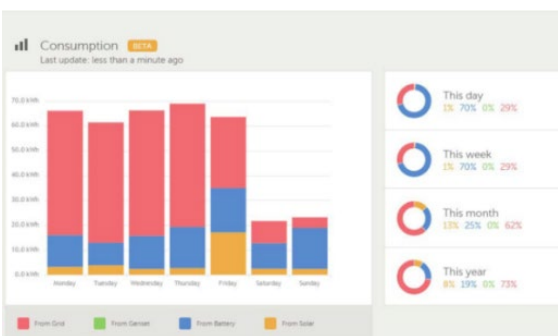 Consumption BETA
Last update: less than a minute ago
70.0 kWh
60.0 kWh
50.0 kWh
40.0 kWh
30.0 kWh
20.0 kWh
10.0 kWh
0.0 kWh
Monday Tuesday Wednesday Thursday Friday Saturday Sunday
From Grid From Genset From Battery From Solar
This day
1% 70% 0% 29%
This week
1% 70% 0% 29%
This month
13% 25% 0% 62%
This year
8% 19% 0% 73%